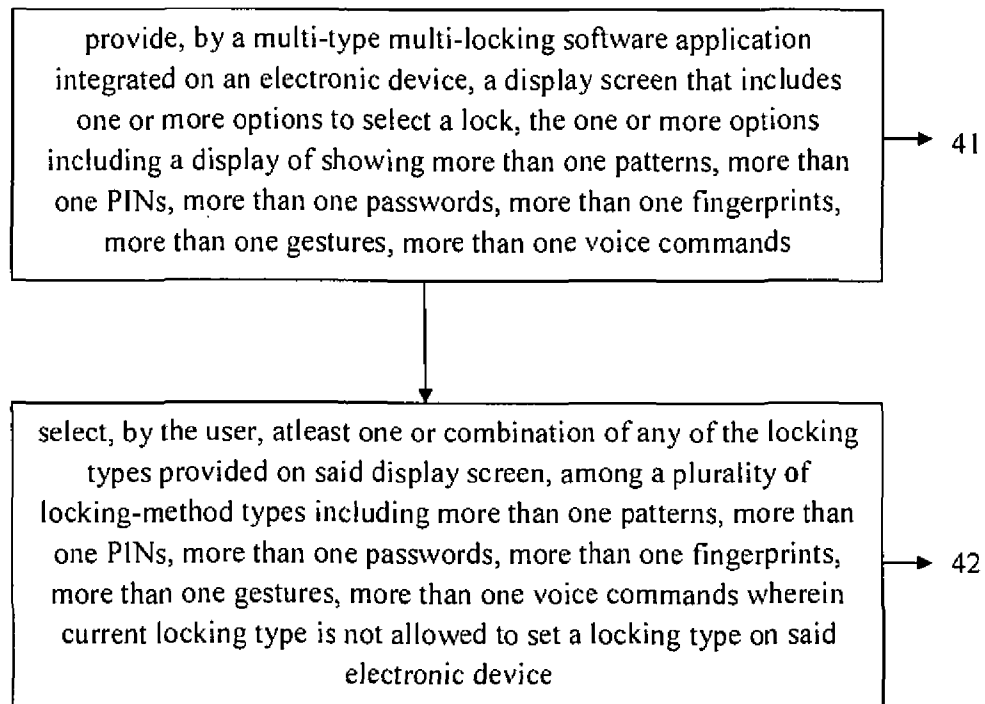 provide, by a multi-type multi-locking software application
integrated on an electronic device, a display screen that includes
one or more options to select a lock, the one or more options
including a display of showing more than one patterns, more than
one PINs, more than one passwords, more than one fingerprints,
more than one gestures, more than one voice commands
41
select, by the user, atleast one or combination of any of the locking
types provided on said display screen, among a plurality of
locking-method types including more than one patterns, more than
one PINs, more than one passwords, more than one fingerprints,
more than one gestures, more than one voice commands wherein
current locking type is not allowed to set a locking type on said
electronic device
42